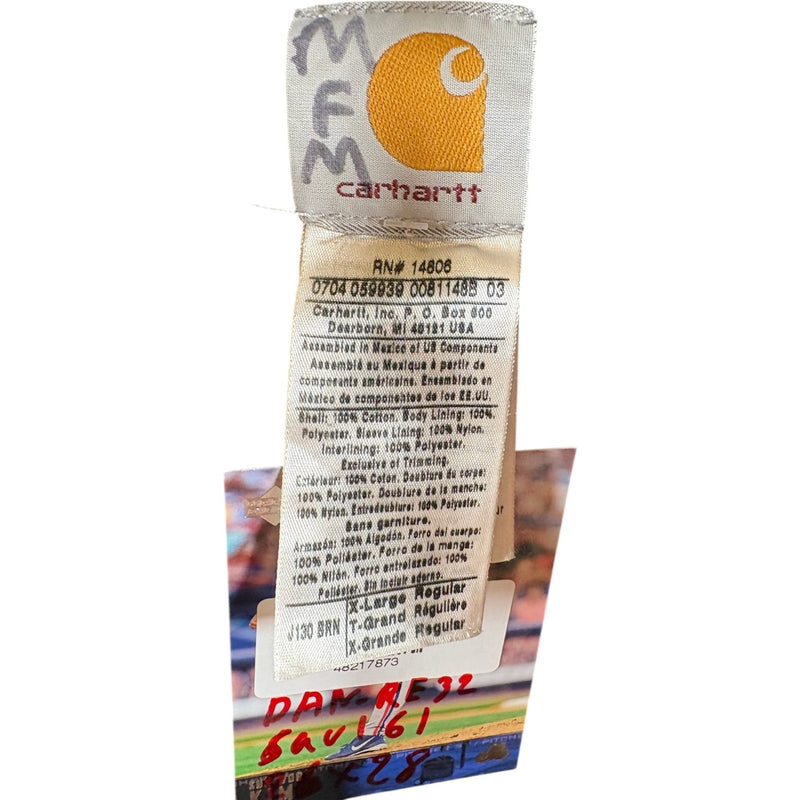 M
F
M
carhartt
RN# 14806
0704 059939 0081148B 03
Carhartt, Inc. P. O. Box 600
Dearborn, MI 48121 USA
Assembled in Mexico of US Components
Assemblé au Mexique à partir de
composants américains. Ensamblado en
México de componentes de los EE.UU.
Shell: 100% Cotton. Body Lining: 100%
Polyester. Sleeve Lining: 100% Nylon.
Interlining: 100% Polyester.
Exclusive of Trimming.
Extérieur: 100% Coton. Doublure du corps:
100% Polyester. Doublure de la manche:
100% Nylon. Entredoublure: 100% Polyester.
Sans garniture.
Armazón: 100% Algodón. Forro del cuerpo:
100% Poliéster. Forro de la manga:
100% Nilón. Forro entrelazado: 100%
Poliéster. Sin incluir adorno.
J130 BRN
X-Large Regular
T-Grand Régulière
X-Grande Regular
48217873
DAN-RE32
5av161
x28